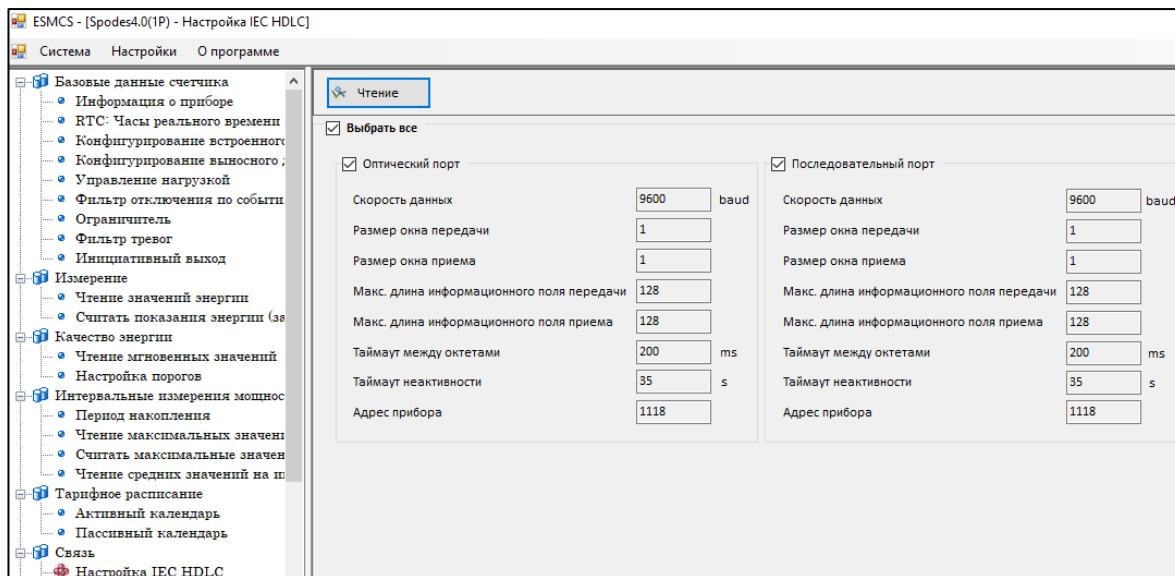 ESMCS - [Spodes4.0(1P) - Настройка IEC HDLC]
Система Настройки О программе
Базовые данные счетчика
Информация о приборе
RTC: Часы реального времени
Конфигурирование встроенного
Конфигурирование выносного
Управление нагрузкой
Фильтр отключения по событи
Ограничитель
Фильтр тревог
Инициативный выход
Измерение
Чтение значений энергии
Считать показания энергии (за
Качество энергии
Чтение мгновенных значений
Настройка порогов
Интервальные измерения мощнос
Период накопления
Чтение максимальных значени
Считать максимальные значен
Чтение средних значений на
Тарифное расписание
Активный календарь
Пассивный календарь
Связь
Настройка IEC HDLC
Чтение
Выбрать все
Оптический порт
Скорость данных 9600 baud
Размер окна передачи 1
Размер окна приема 1
Макс. длина информационного поля передачи 128
Макс. длина информационного поля приема 128
Таймаут между октетами 200 ms
Таймаут неактивности 35 s
Адрес прибора 1118
Последовательный порт
Скорость данных 9600 baud
Размер окна передачи 1
Размер окна приема 1
Макс. длина информационного поля передачи 128
Макс. длина информационного поля приема 128
Таймаут между октетами 200 ms
Таймаут неактивности 35 s
Адрес прибора 1118